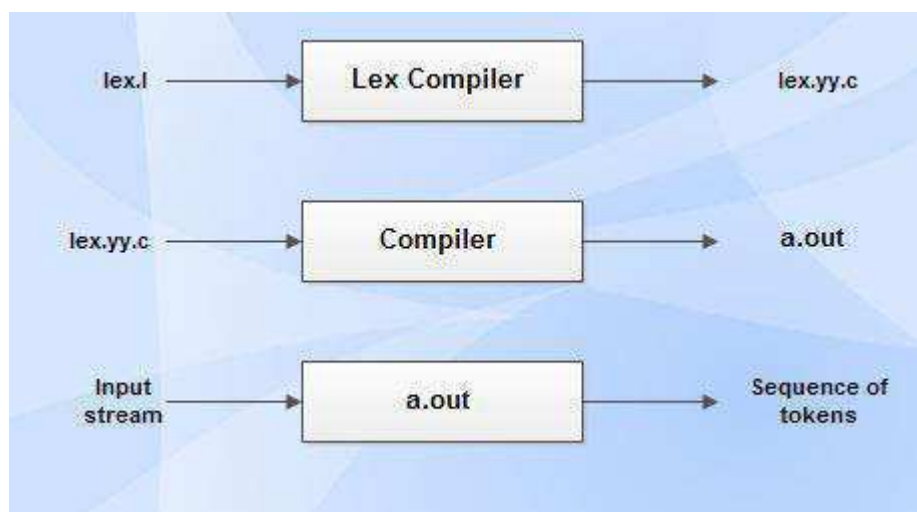 lex.l
Lex Compiler
lex.yy.c
lex.yy.c
Compiler
a.out
Input
stream
a.out
Sequence of
tokens